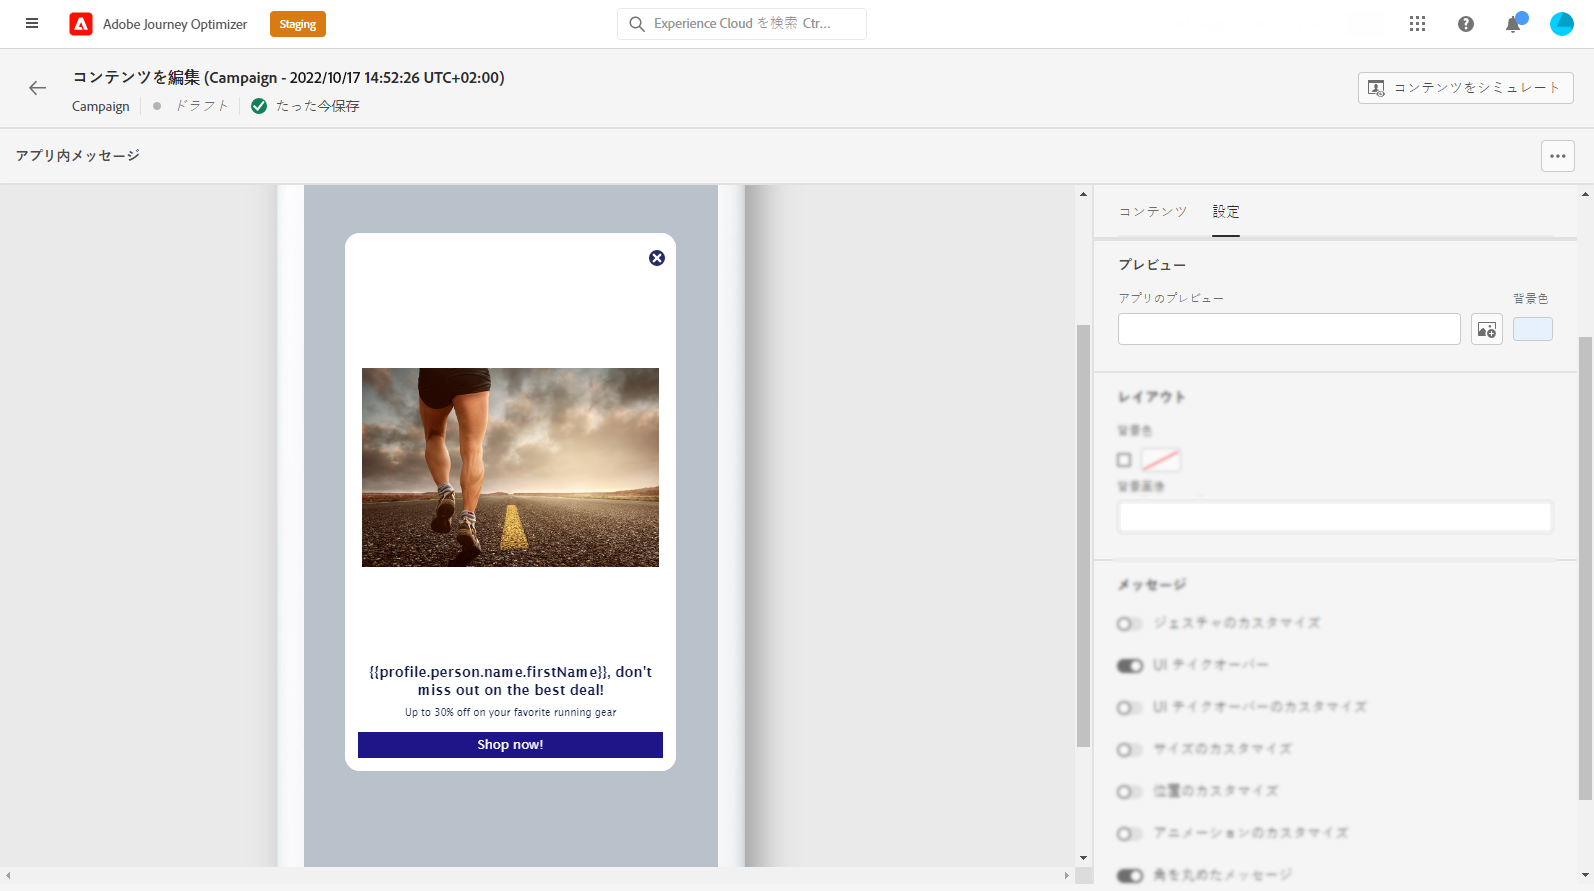 Adobe Journey Optimizer
Staging
Experience Cloud を検索 Ctr...
コンテンツを編集 (Campaign - 2022/10/17 14:52:26 UTC+02:00)
Campaign
ドラフト
たった今保存
コンテンツをシミュレート
アプリ内メッセージ
{{profile.person.name.firstName}}, don't
miss out on the best deal!
Up to 30% off on your favorite running gear
Shop now!
コンテンツ
設定
プレビュー
アプリのプレビュー
背景色
レイアウト
背景色
背景画像
メッセージ
ジェスチャのカスタマイズ
UI テイクオーバー
UI テイクオーバーのカスタマイズ
サイズのカスタマイズ
位置のカスタマイズ
アニメーションのカスタマイズ
角を丸めたメッセージ